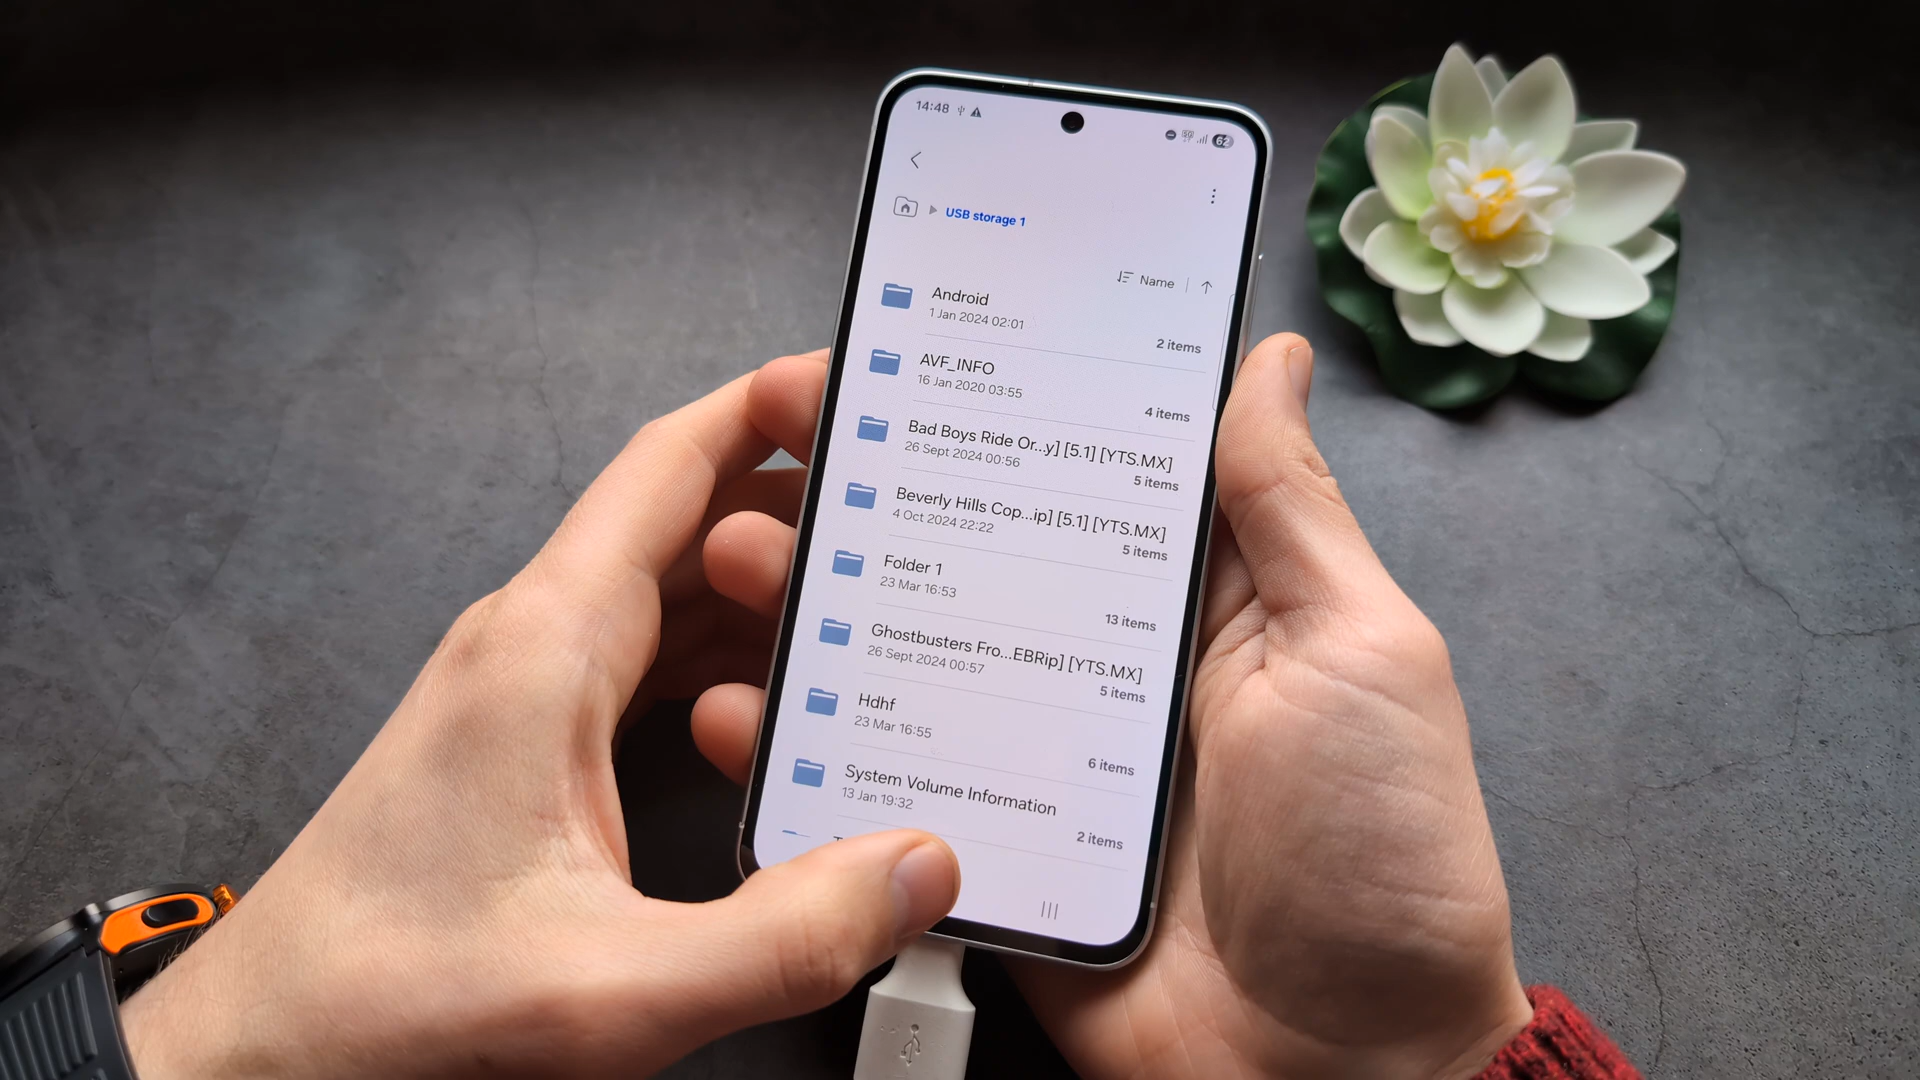 14:48
5G
62
USB storage 1
Name
Android
1 Jan 2024 02:01
2 items
AVF_INFO
16 Jan 2020 03:55
4 items
Bad Boys Ride Or...y] [5.1] [YTS.MX]
26 Sept 2024 00:56
5 items
Beverly Hills Cop...ip] [5.1] [YTS.MX]
4 Oct 2024 22:22
5 items
Folder 1
23 Mar 16:53
13 items
Ghostbusters Fro...EBRip] [YTS.MX]
26 Sept 2024 00:57
5 items
Hdhf
23 Mar 16:55
6 items
System Volume Information
13 Jan 19:32
2 items